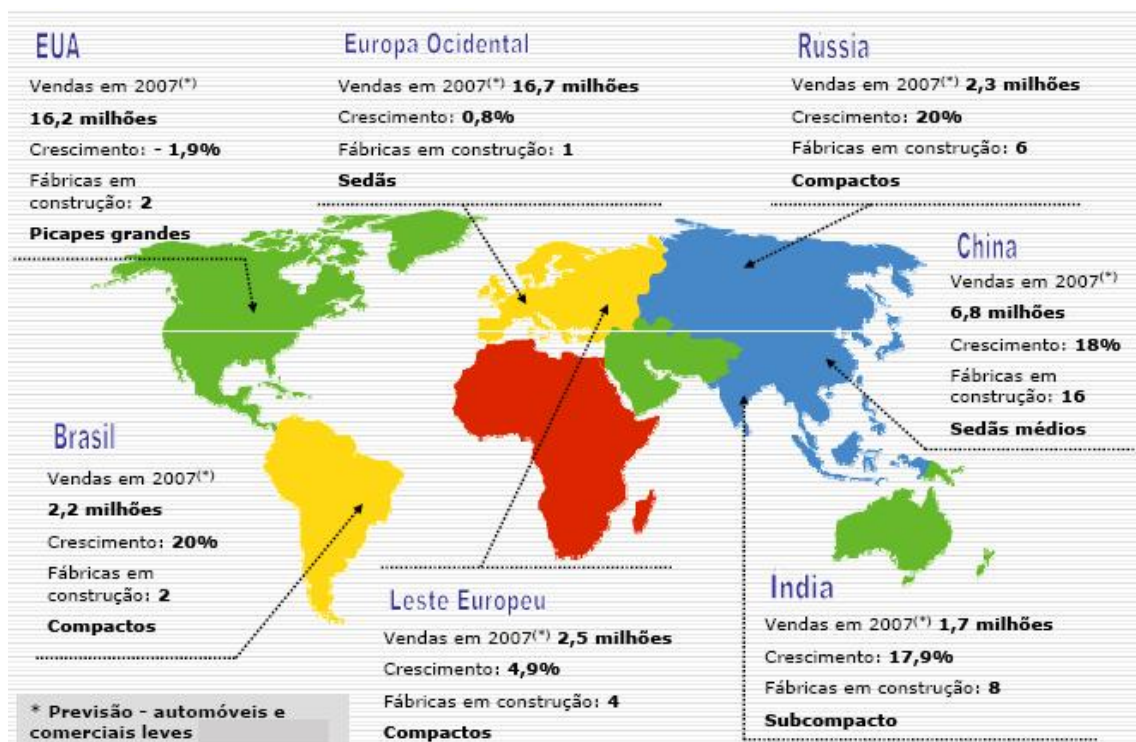 EUA
Vendas em 2007(*)
16,2 milhões
Crescimento: - 1,9%
Fábricas em
construção: 2
Picapes grandes
Europa Ocidental
Vendas em 2007(*) 16,7 milhões
Crescimento: 0,8%
Fábricas em construção: 1
Sedãs
Rússia
Vendas em 2007(*) 2,3 milhões
Crescimento: 20%
Fábricas em construção: 6
Compactos
China
Vendas em 2007(*)
6,8 milhões
Crescimento: 18%
Fábricas em
construção: 16
Sedãs médios
Brasil
Vendas em 2007(*)
2,2 milhões
Crescimento: 20%
Fábricas em
construção: 2
Compactos
Leste Europeu
Vendas em 2007(*) 2,5 milhões
Crescimento: 4,9%
Fábricas em construção: 4
Compactos
Índia
Vendas em 2007(*) 1,7 milhões
Crescimento: 17,9%
Fábricas em construção: 8
Subcompacto
* Previsão - automóveis e
comerciais leves